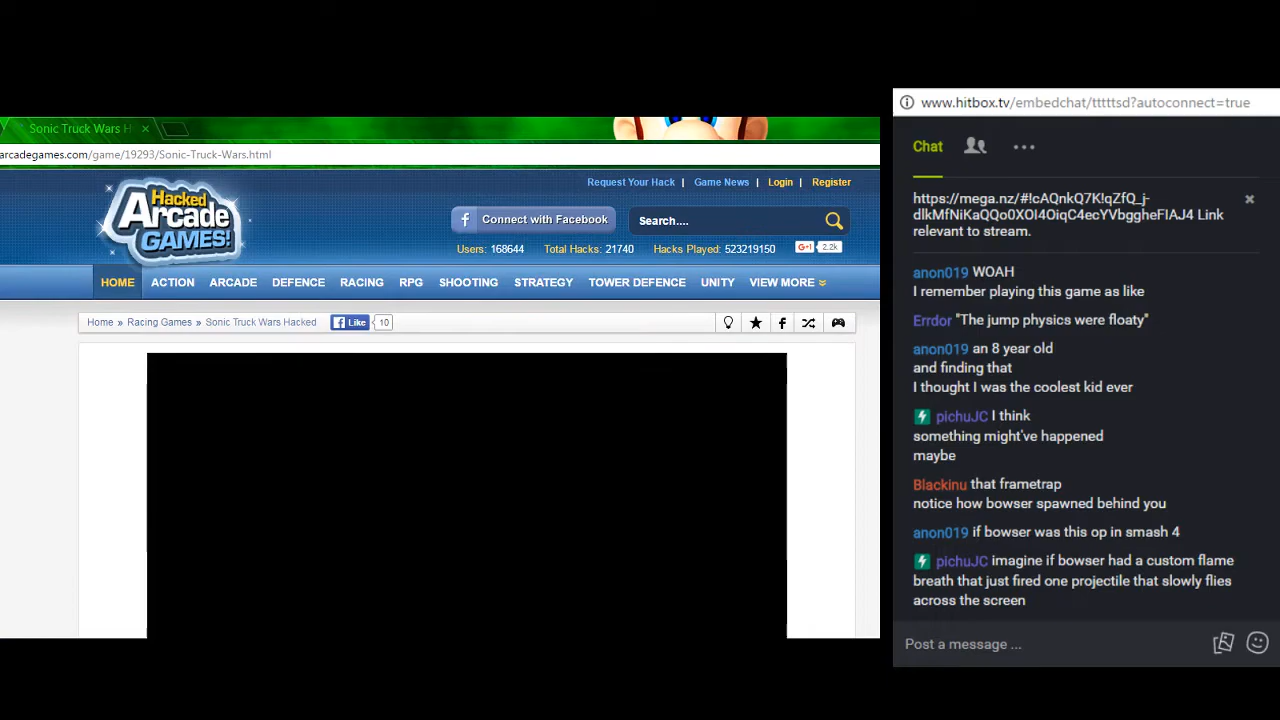 Sonic Truck Wars H
arcadegames.com/game/19293/Sonic-Truck-Wars.html
Request Your Hack | Game News | Login | Register
Hacked
Arcade
GAMES!
f Connect with Facebook
Search....
Users: 168644 Total Hacks: 21740 Hacks Played: 523219150 G+1 2.2k
HOME ACTION ARCADE DEFENCE RACING RPG SHOOTING STRATEGY TOWER DEFENCE UNITY VIEW MORE
Home » Racing Games » Sonic Truck Wars Hacked Like 10
www.hitbox.tv/embedchat/tttttsd?autoconnect=true
Chat
https://mega.nz/#!cAQnkQ7K!qZfQ_j-
dlkMfNiKaQQo0XOI4OiqC4ecYVbggheFIAJ4 Link
relevant to stream.
anon019 WOAH
I remember playing this game as like
Errdor "The jump physics were floaty"
anon019 an 8 year old
and finding that
I thought I was the coolest kid ever
pichuJC I think
something might've happened
maybe
Blackinu that frametrap
notice how bowser spawned behind you
anon019 if bowser was this op in smash 4
pichuJC imagine if bowser had a custom flame
breath that just fired one projectile that slowly flies
across the screen
Post a message ...